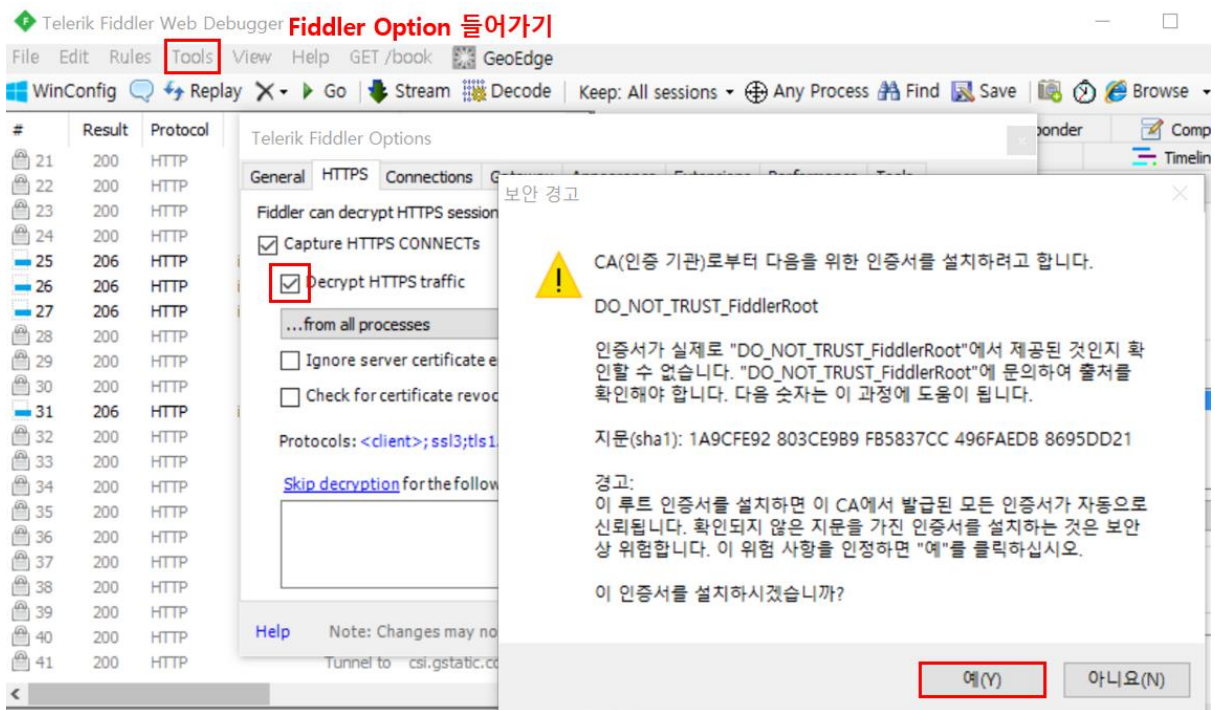 Telerik Fiddler Web Debugger Fiddler Option 들어가기
File Edit Rules Tools View Help GET /book GeoEdge
WinConfig Replay Go Stream Decode Keep: All sessions Any Process Find Save Browse
# Result Protocol
21 200 HTTP
22 200 HTTP
23 200 HTTP
24 200 HTTP
25 206 HTTP
26 206 HTTP
27 206 HTTP
28 200 HTTP
29 200 HTTP
30 200 HTTP
31 206 HTTP
32 200 HTTP
33 200 HTTP
34 200 HTTP
35 200 HTTP
36 200 HTTP
37 200 HTTP
38 200 HTTP
39 200 HTTP
40 200 HTTP
41 200 HTTP Tunnel to csi.gstatic.cc
ponder Comp
Timelin
Telerik Fiddler Options
General HTTPS Connections
Fiddler can decrypt HTTPS session
Capture HTTPS CONNECTs
Decrypt HTTPS traffic
...from all processes
Ignore server certificate e
Check for certificate revoc
Protocols: <client>;ssl3;tls1.
Skip decryption for the follow
Help Note: Changes may no
보안 경고
CA(인증 기관)로부터 다음을 위한 인증서를 설치하려고 합니다.
DO_NOT_TRUST_FiddlerRoot
인증서가 실제로 "DO_NOT_TRUST_FiddlerRoot"에서 제공된 것인지 확
인할 수 없습니다. "DO_NOT_TRUST_FiddlerRoot"에 문의하여 출처를
확인해야 합니다. 다음 숫자는 이 과정에 도움이 됩니다.
지문(sha1): 1A9CFE92 803CE9B9 FB5837CC 496FAEDB 8695DD21
경고:
이 루트 인증서를 설치하면 이 CA에서 발급된 모든 인증서가 자동으로
신뢰됩니다. 확인되지 않은 지문을 가진 인증서를 설치하는 것은 보안
상 위험합니다. 이 위험 사항을 인정하면 "예"를 클릭하십시오.
이 인증서를 설치하시겠습니까?
예(Y) 아니요(N)